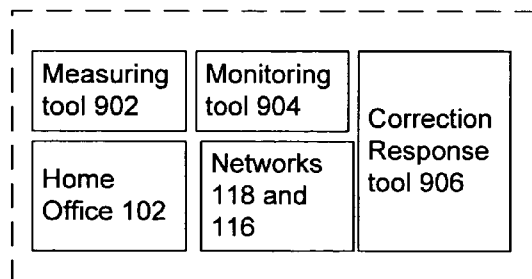 Measuring
tool 902
Monitoring
tool 904
Correction
Response
tool 906
Home
Office 102
Networks
118 and
116